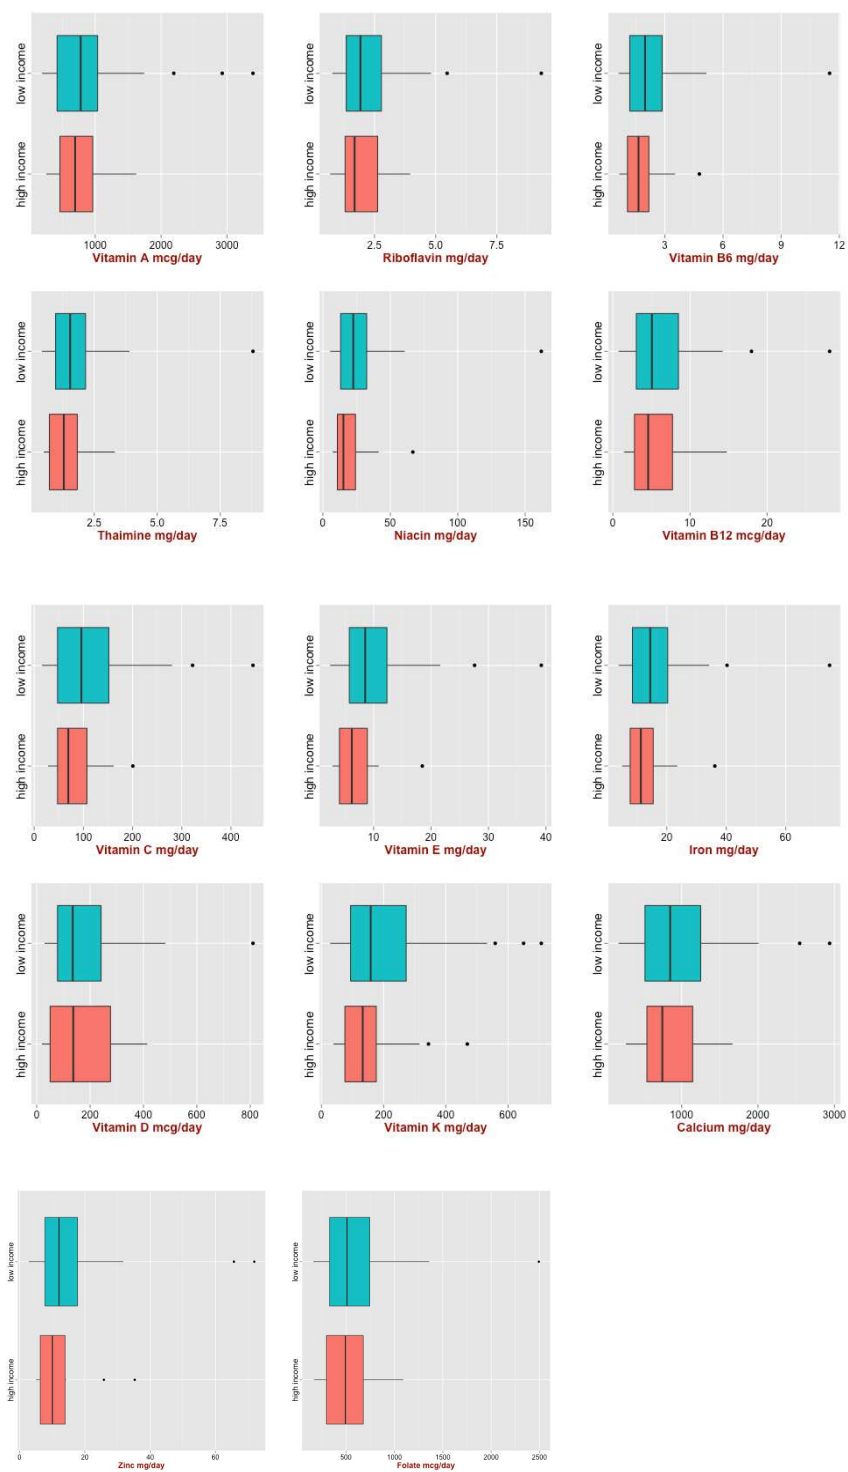 low income
high income
1000 2000 3000
Vitamin A mcg/day
low income
high income
2.5 5.0 7.5
Riboflavin mg/day
low income
high income
3 6 9 12
Vitamin B6 mg/day
low income
high income
2.5 5.0 7.5
Thaimine mg/day
low income
high income
0 50 100 150
Niacin mg/day
low income
high income
0 10 20
Vitamin B12 mcg/day
low income
high income
0 100 200 300 400
Vitamin C mg/day
low income
high income
10 20 30 40
Vitamin E mg/day
low income
high income
20 40 60
Iron mg/day
low income
high income
0 200 400 600 800
Vitamin D mcg/day
low income
high income
0 200 400 600
Vitamin K mg/day
low income
high income
1000 2000 3000
Calcium mg/day
low income
high income
0 20 40 60
Zinc mg/day
low income
high income
500 1000 1500 2000 2500
Folate mcg/day